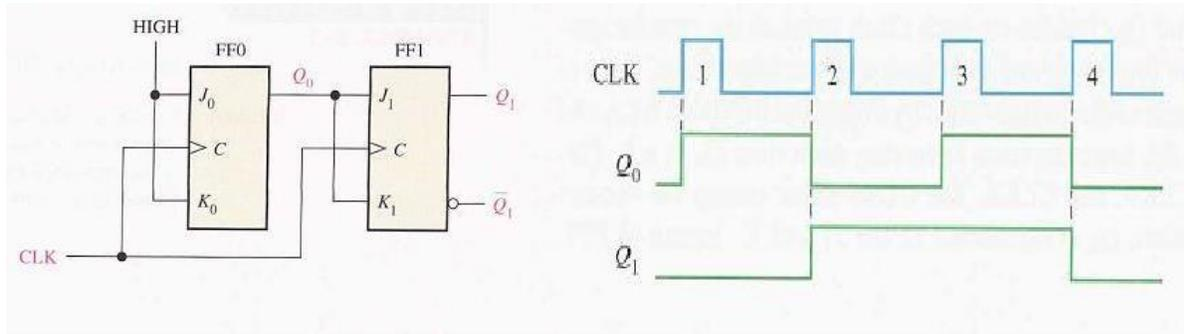 HIGH
FF0
FF1
J₀
Q₀
J₁
Q₁
C
C
K₀
K₁
Q̅₁
CLK
CLK
1
2
3
4
Q₀
Q₁